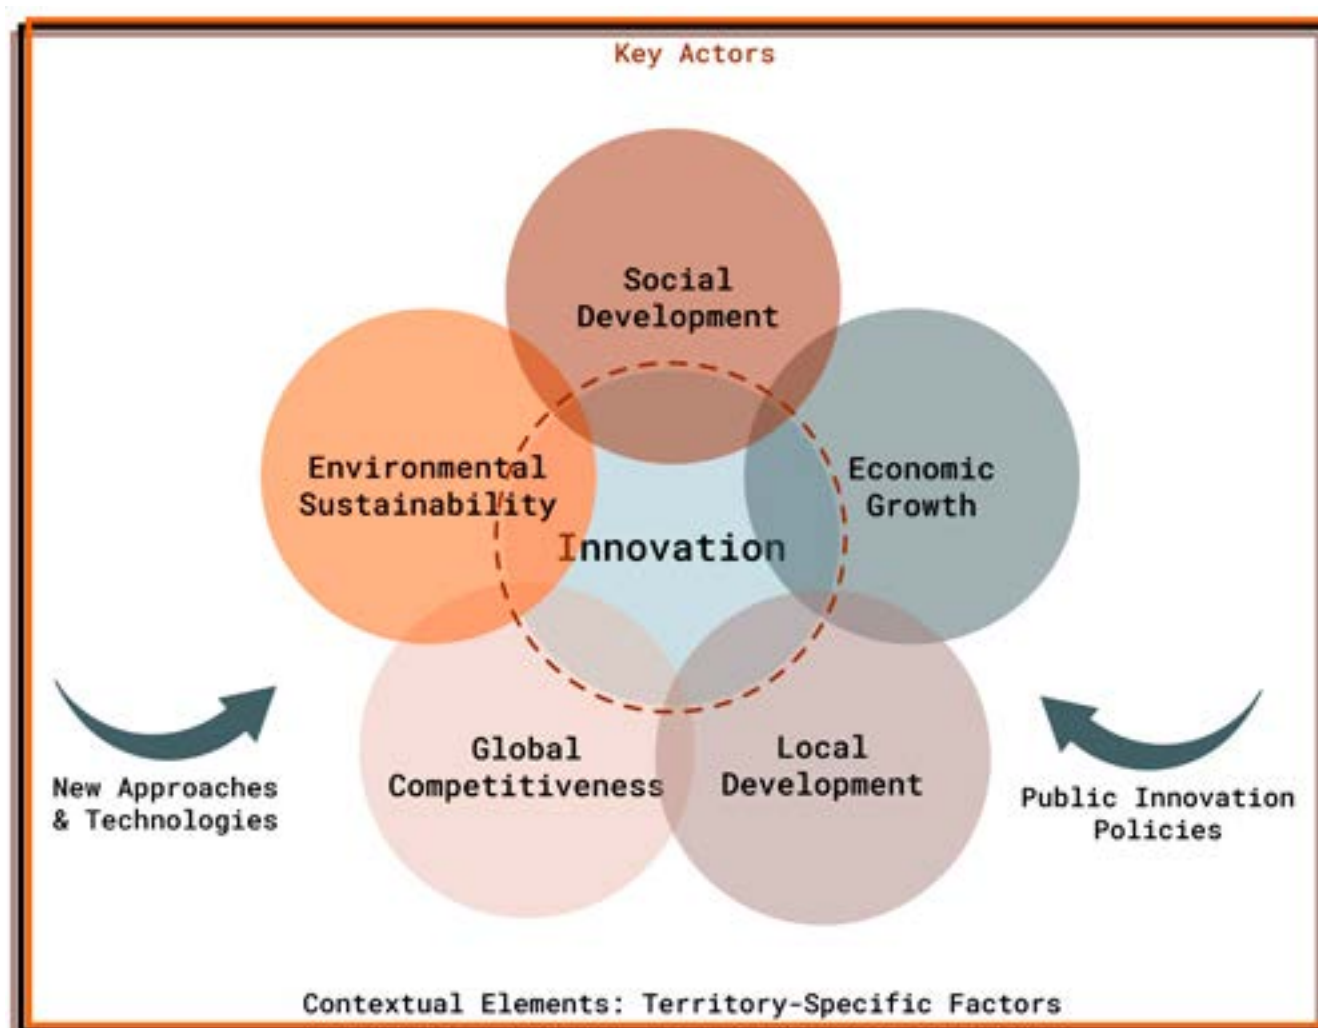 Key Actors
Social
Development
Environmental
Sustainability
Economic
Growth
Innovation
Global
Competitiveness
Local
Development
New Approaches
& Technologies
Public Innovation
Policies
Contextual Elements: Territory-Specific Factors